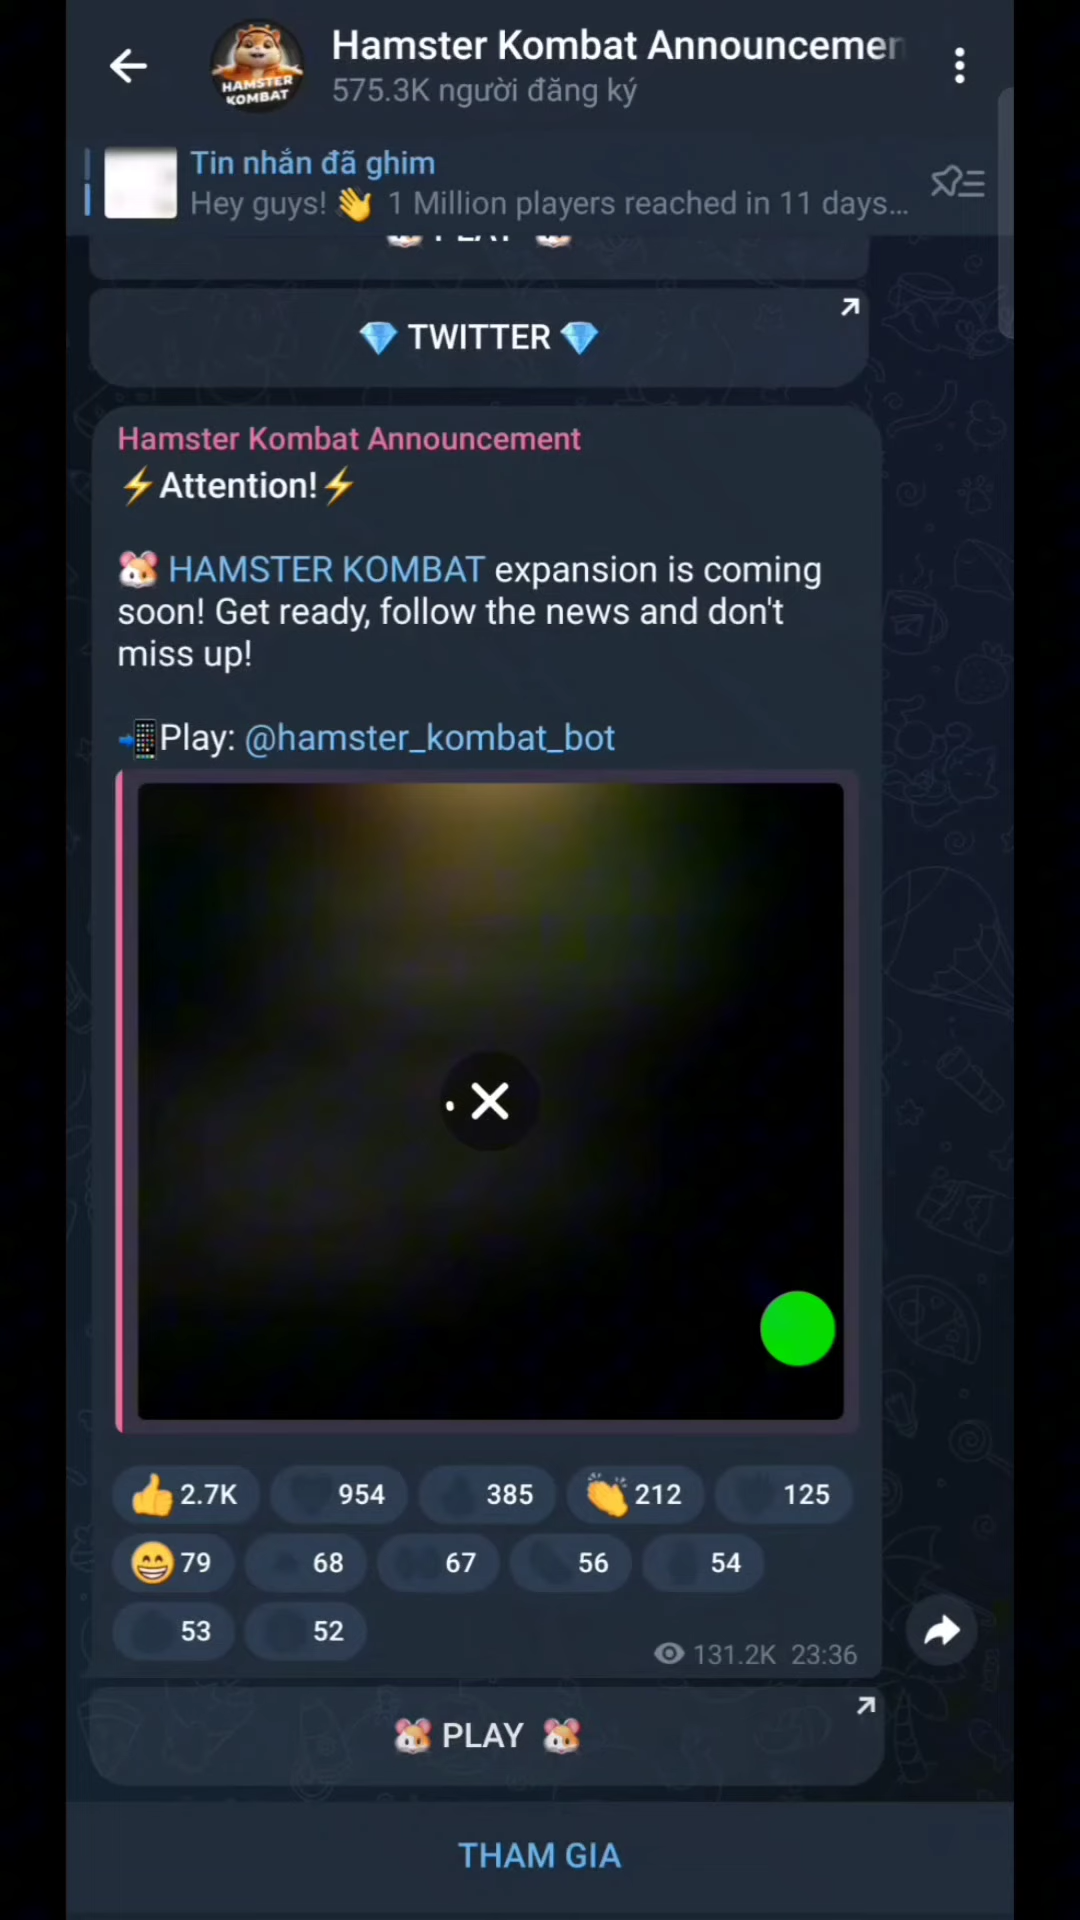 Hamster Kombat Announcemen
575.3K người đăng ký
HAMSTER
KOMBAT
Tin nhắn đã ghim
Hey guys! 👋 1 Million players reached in 11 days...
🐹 PLAY 🐹
💎 TWITTER 💎
Hamster Kombat Announcement
⚡Attention!⚡
🐹 HAMSTER KOMBAT expansion is coming
soon! Get ready, follow the news and don't
miss up!
📲Play: @hamster_kombat_bot
👍 2.7K 954 385 👏 212 125
😁 79 68 67 56 54
53 52
131.2K 23:36
🐹 PLAY 🐹
THAM GIA